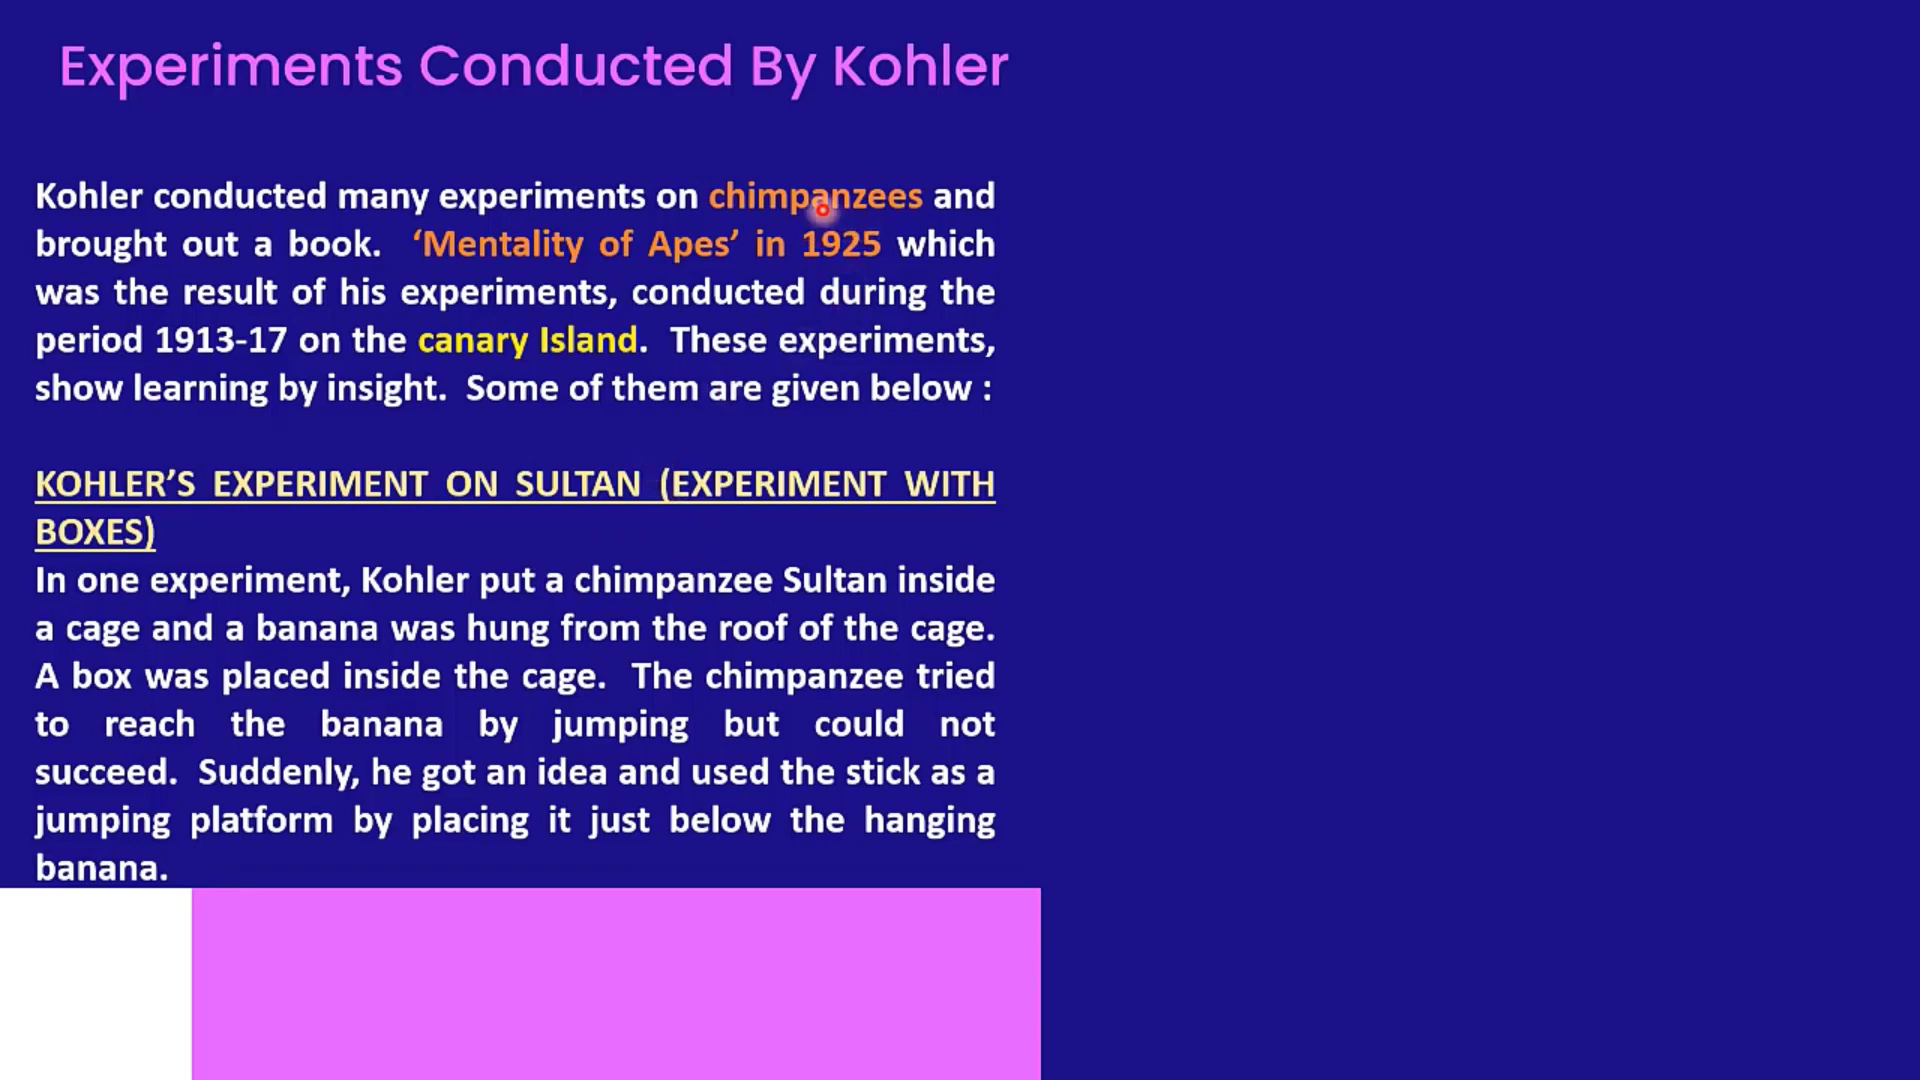 Experiments Conducted By Kohler
Kohler conducted many experiments on chimpanzees and
brought out a book. ‘Mentality of Apes’ in 1925 which
was the result of his experiments, conducted during the
period 1913-17 on the canary Island. These experiments,
show learning by insight. Some of them are given below :
KOHLER’S EXPERIMENT ON SULTAN (EXPERIMENT WITH
BOXES)
In one experiment, Kohler put a chimpanzee Sultan inside
a cage and a banana was hung from the roof of the cage.
A box was placed inside the cage. The chimpanzee tried
to reach the banana by jumping but could not
succeed. Suddenly, he got an idea and used the stick as a
jumping platform by placing it just below the hanging
banana.